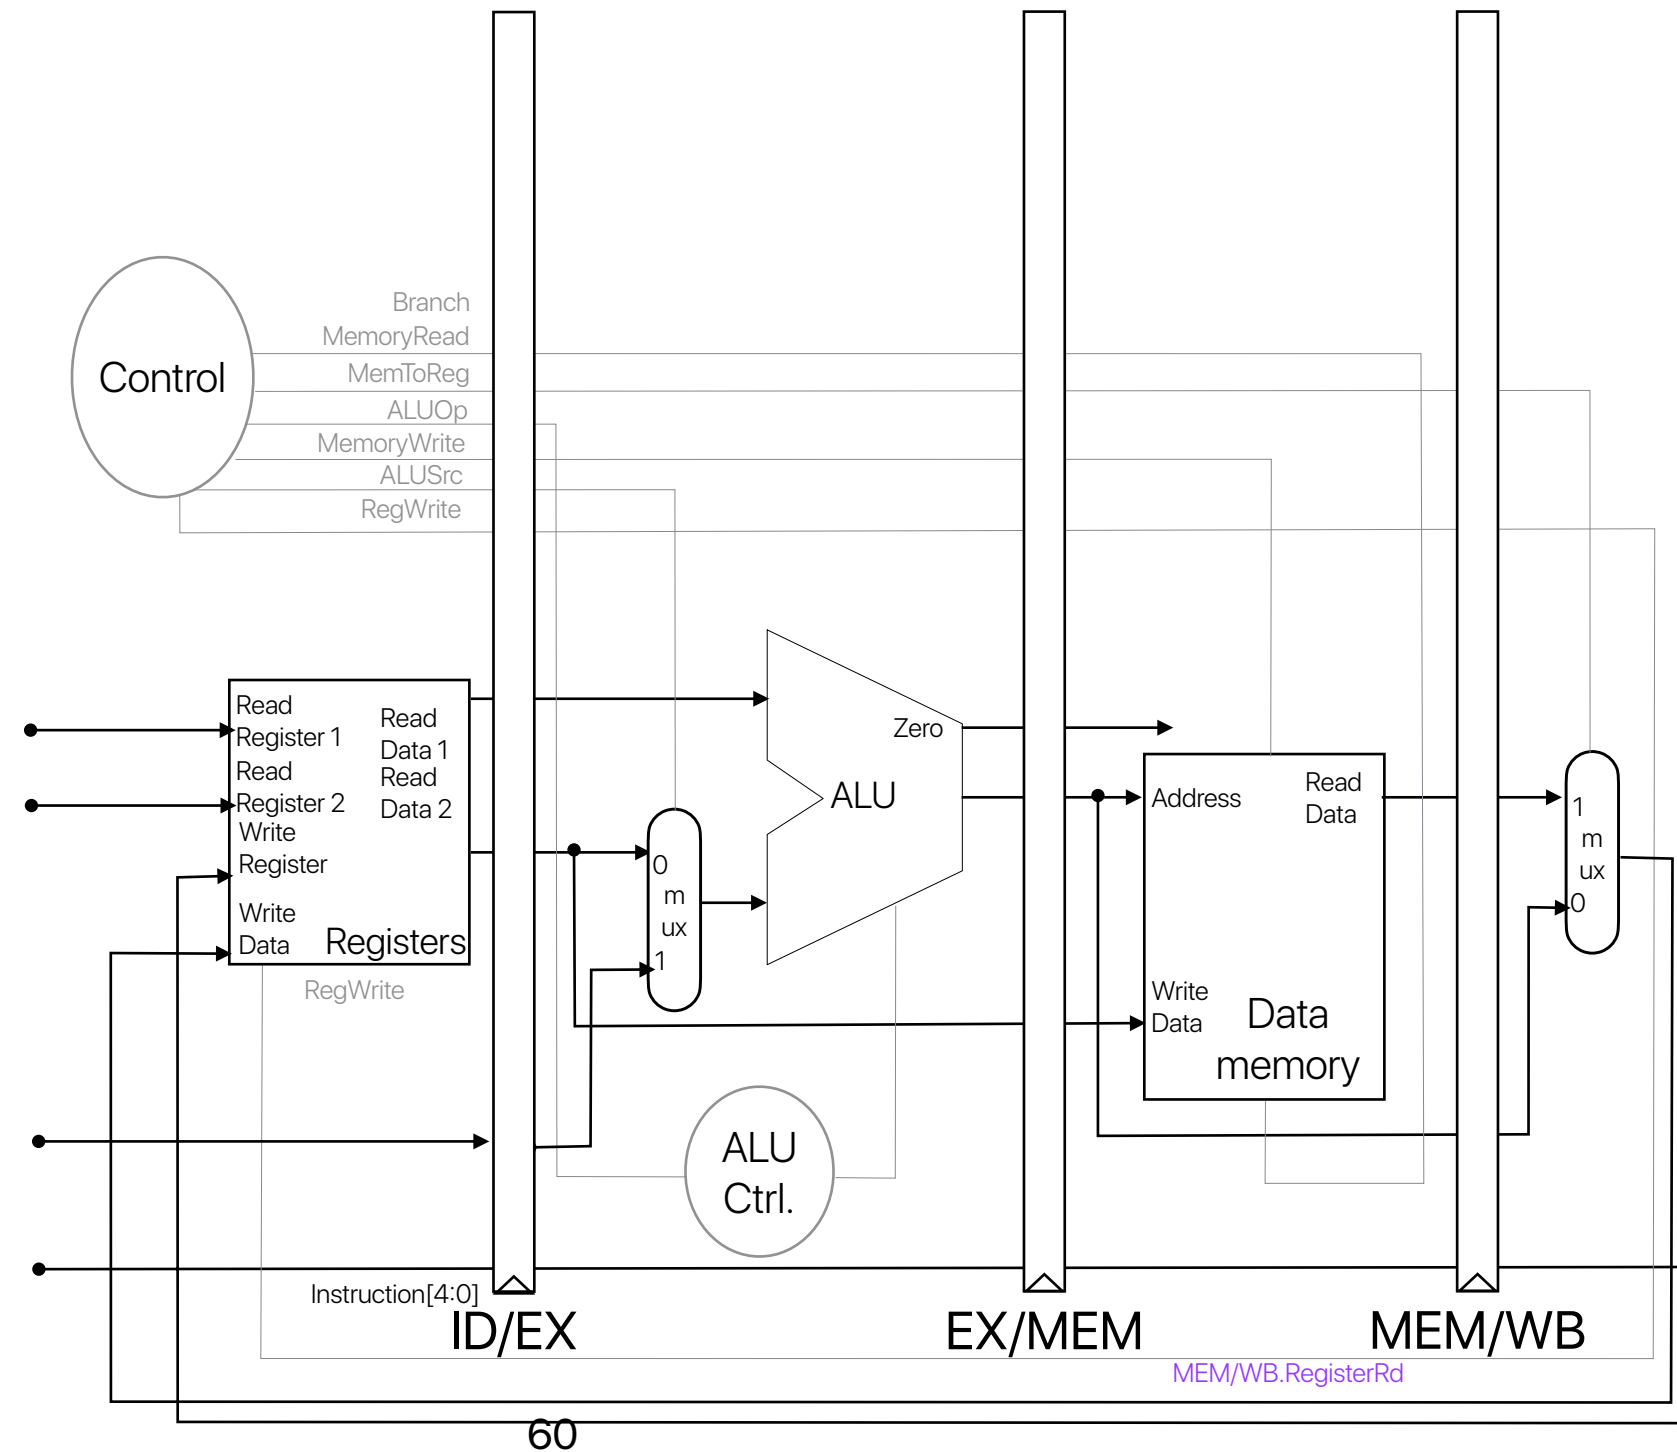 Branch
MemoryRead
Control
MemToReg
ALUOp
MemoryWrite
ALUSrc
RegWrite
Read
Register 1
Read
Register 2
Write
Register
Write
Data
Read
Data 1
Read
Data 2
Registers
RegWrite
0
m
ux
1
Zero
ALU
ALU
Ctrl.
Address
Read
Data
Write
Data
Data
memory
1
m
ux
0
Instruction[4:0]
ID/EX
EX/MEM
MEM/WB
MEM/WB.RegisterRd
60